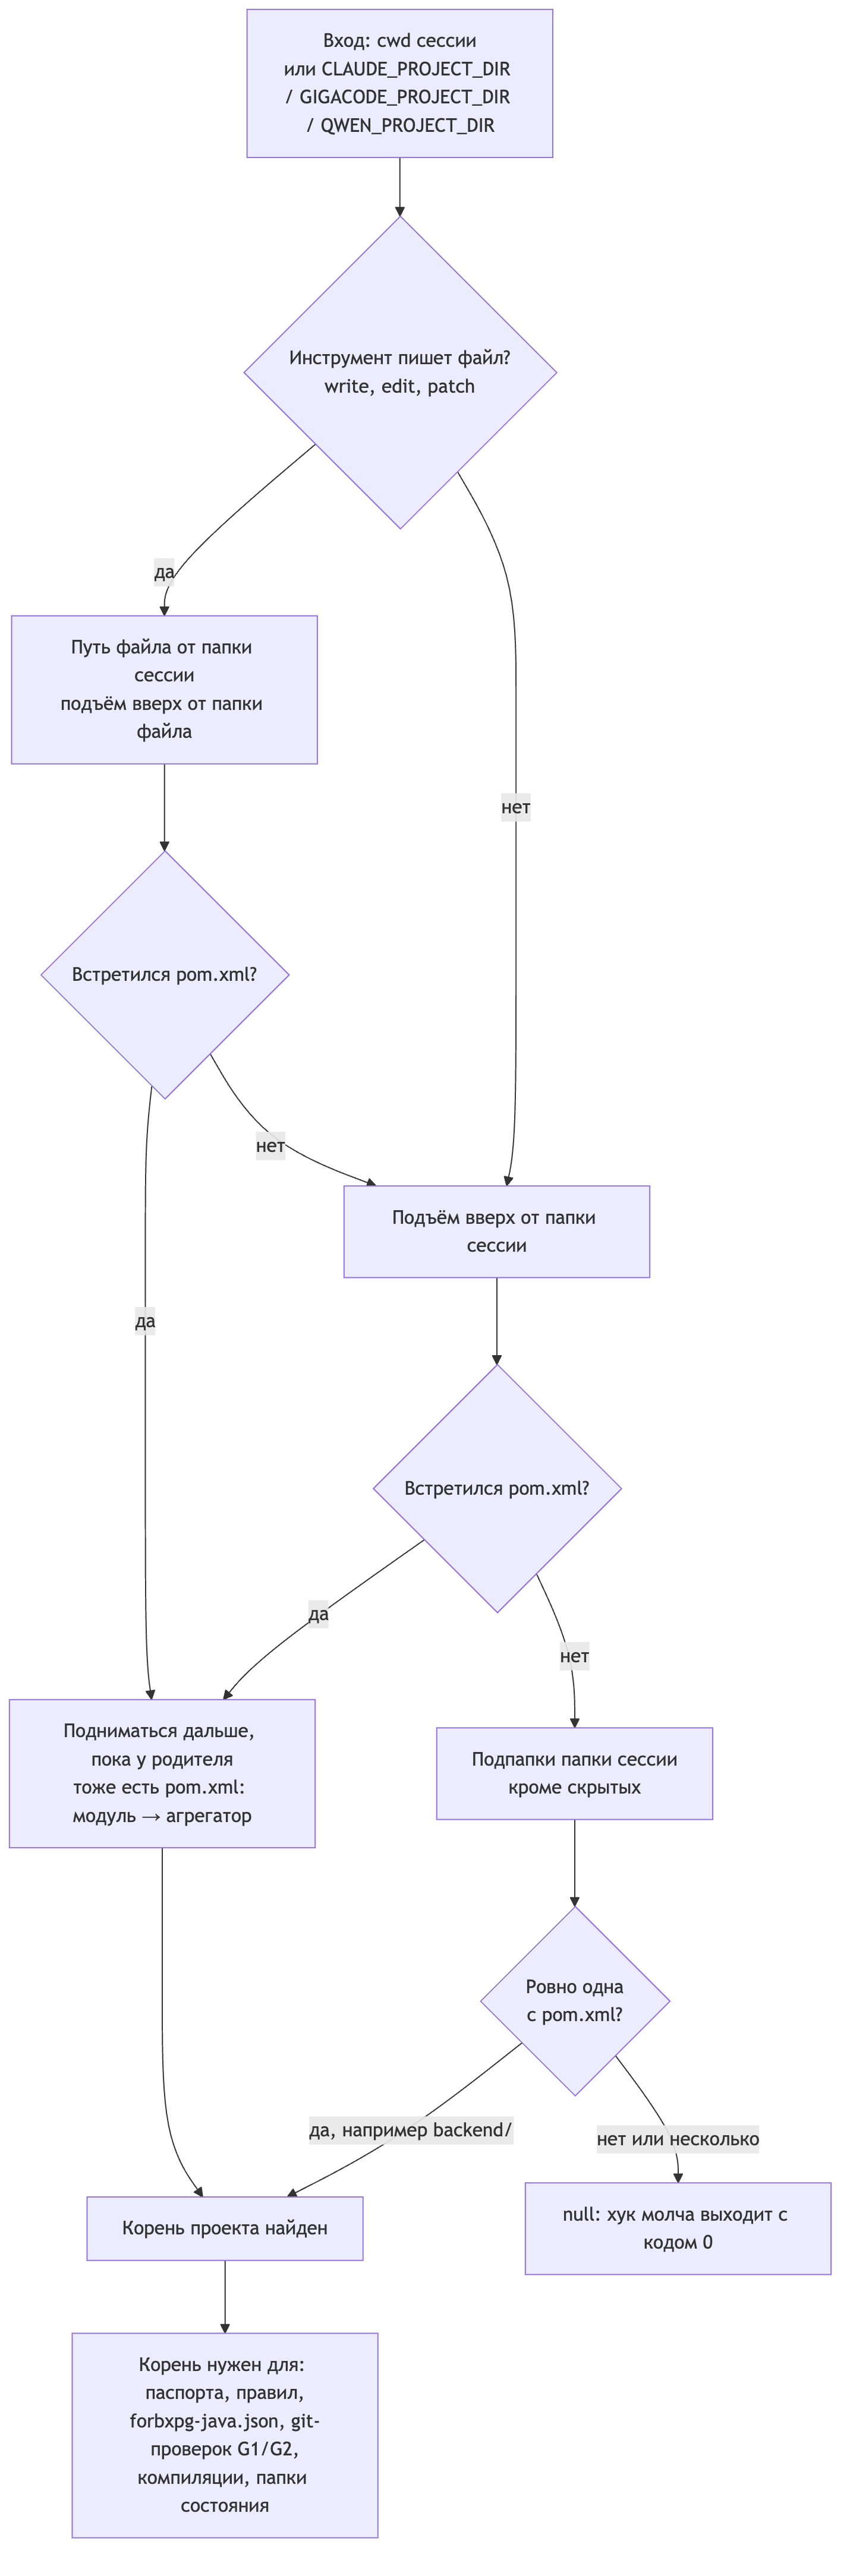 Вход: cwd сессии
или CLAUDE_PROJECT_DIR
/ GIGACODE_PROJECT_DIR
/ QWEN_PROJECT_DIR
Инструмент пишет файл?
write, edit, patch
да
нет
Путь файла от папки
сессии
подъём вверх от папки
файла
Встретился pom.xml?
нет
да
Подъём вверх от папки
сессии
Встретился pom.xml?
да
нет
Подниматься дальше,
пока у родителя
тоже есть pom.xml:
модуль → агрегатор
Подпапки папки сессии
кроме скрытых
Ровно одна
с pom.xml?
да, например backend/
нет или несколько
Корень проекта найден
null: хук молча выходит с
кодом 0
Корень нужен для:
паспорта, правил,
forbxpg-java.json, git-
проверок G1/G2,
компиляции, папки
состояния